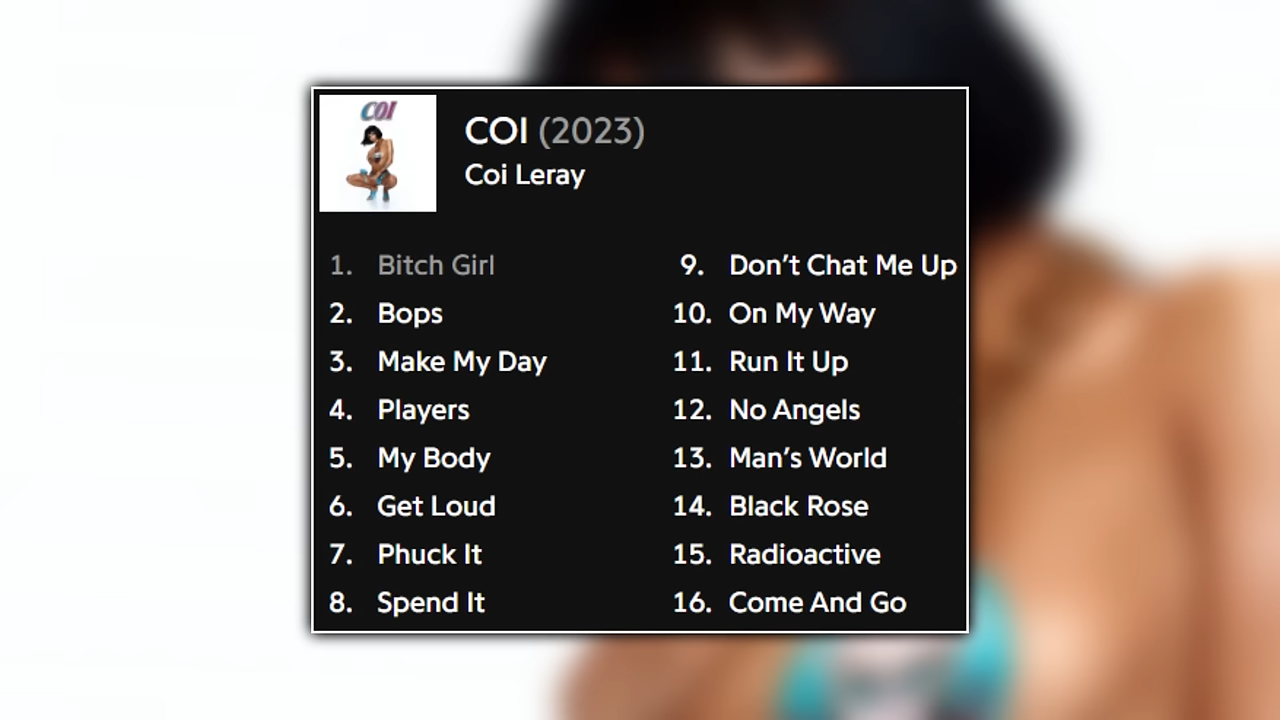 COI
COI (2023)
Coi Leray
1. Bitch Girl
2. Bops
3. Make My Day
4. Players
5. My Body
6. Get Loud
7. Phuck It
8. Spend It
9. Don’t Chat Me Up
10. On My Way
11. Run It Up
12. No Angels
13. Man’s World
14. Black Rose
15. Radioactive
16. Come And Go